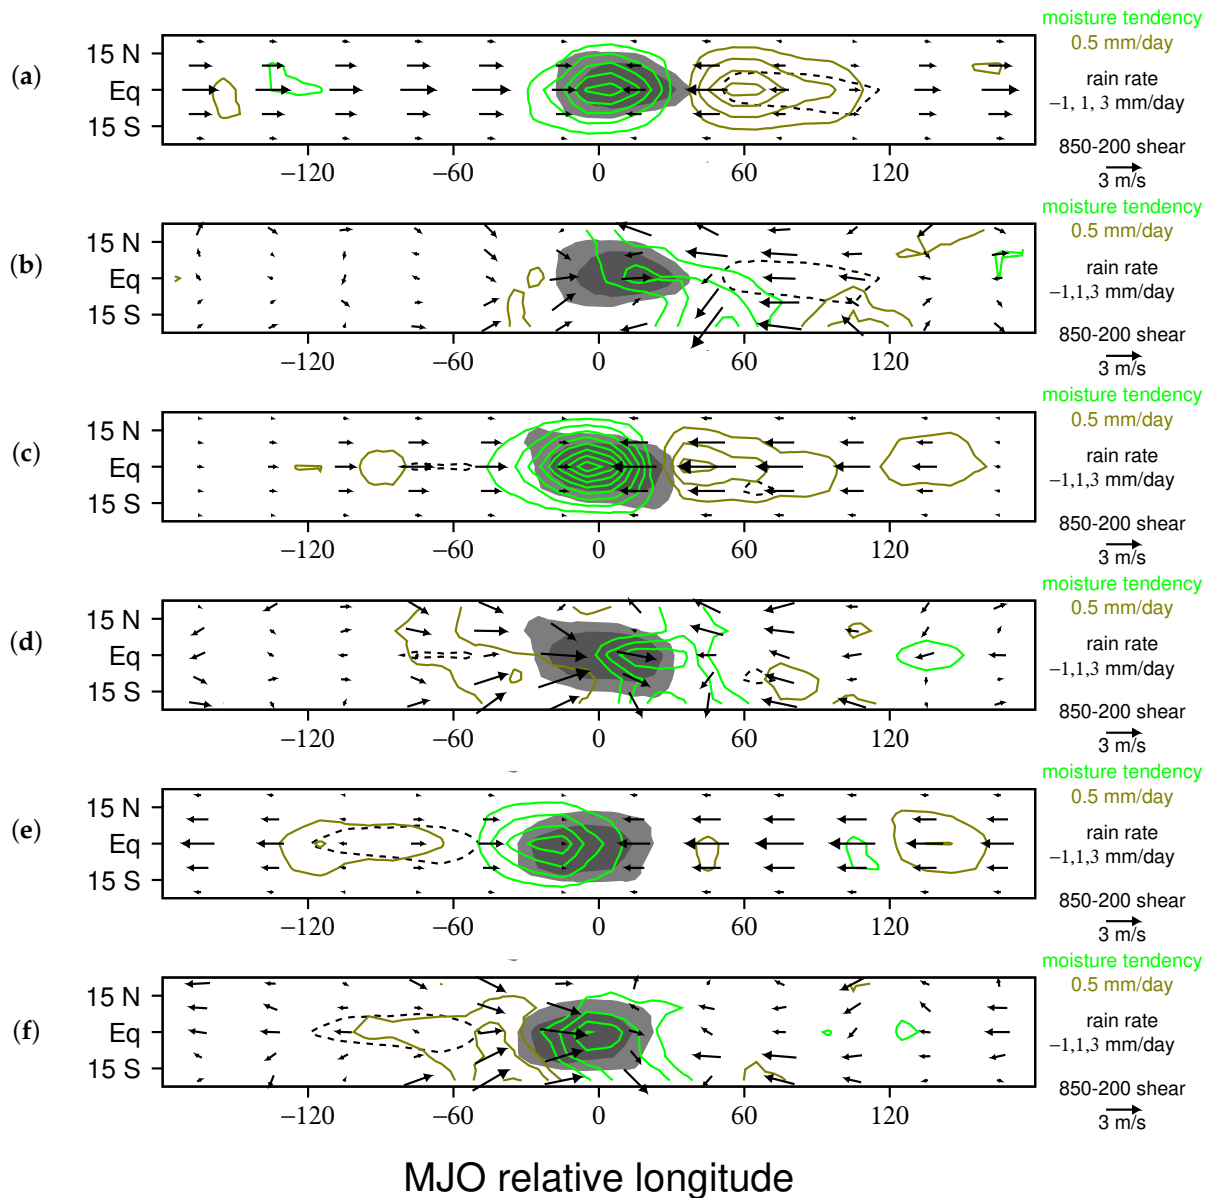 moisture tendency
(a)
15 N
Eq
15 S
0.5 mm/day
rain rate
−1, 1, 3 mm/day
850-200 shear
3 m/s
−120 −60 0 60 120
moisture tendency
(b)
15 N
Eq
15 S
0.5 mm/day
rain rate
−1,1,3 mm/day
850-200 shear
3 m/s
−120 −60 0 60 120
moisture tendency
(c)
15 N
Eq
15 S
0.5 mm/day
rain rate
−1,1,3 mm/day
850-200 shear
3 m/s
−120 −60 0 60 120
moisture tendency
(d)
15 N
Eq
15 S
0.5 mm/day
rain rate
−1,1,3 mm/day
850-200 shear
3 m/s
−120 −60 0 60 120
moisture tendency
(e)
15 N
Eq
15 S
0.5 mm/day
rain rate
−1,1,3 mm/day
850-200 shear
3 m/s
−120 −60 0 60 120
moisture tendency
(f)
15 N
Eq
15 S
0.5 mm/day
rain rate
−1,1,3 mm/day
850-200 shear
3 m/s
−120 −60 0 60 120
MJO relative longitude